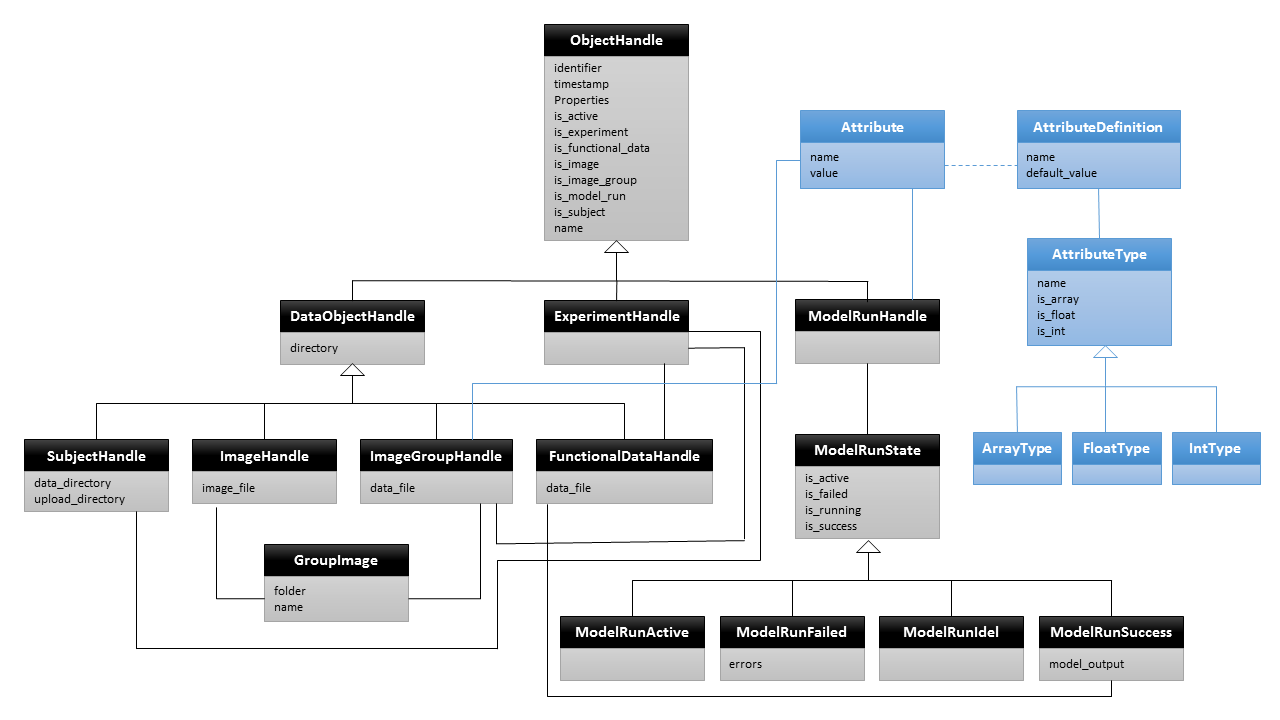 ObjectHandle
identifier
timestamp
Properties
is_active
is_experiment
is_functional_data
is_image
is_image_group
is_model_run
is_subject
name
Attribute
name
value
AttributeDefinition
name
default_value
AttributeType
name
is_array
is_float
is_int
DataObjectHandle
directory
ExperimentHandle
ModelRunHandle
ArrayType
FloatType
IntType
SubjectHandle
data_directory
upload_directory
ImageHandle
image_file
ImageGroupHandle
data_file
FunctionalDataHandle
data_file
ModelRunState
is_active
is_failed
is_running
is_success
GroupImage
folder
name
ModelRunActive
ModelRunFailed
errors
ModelRunIdel
ModelRunSuccess
model_output